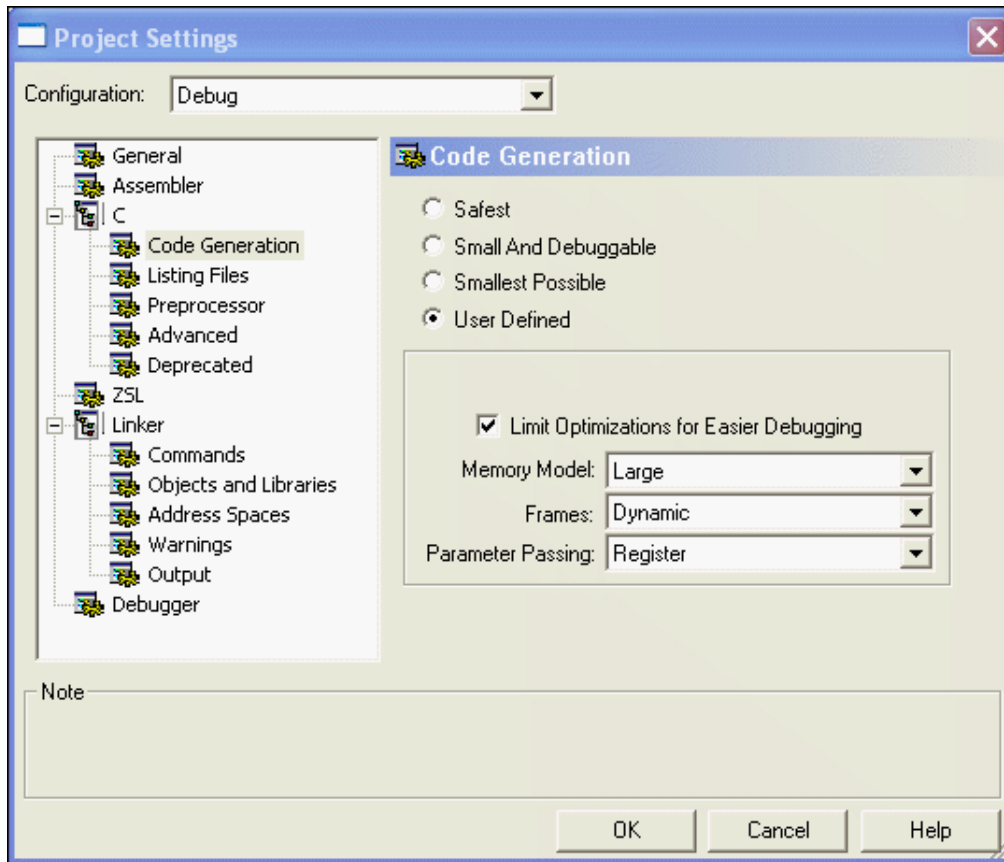 Project Settings
Configuration: Debug
General
Assembler
C
Code Generation
Listing Files
Preprocessor
Advanced
Deprecated
ZSL
Linker
Commands
Objects and Libraries
Address Spaces
Warnings
Output
Debugger
Code Generation
Safest
Small And Debuggable
Smallest Possible
User Defined
Limit Optimizations for Easier Debugging
Memory Model: Large
Frames: Dynamic
Parameter Passing: Register
Note
OK Cancel Help